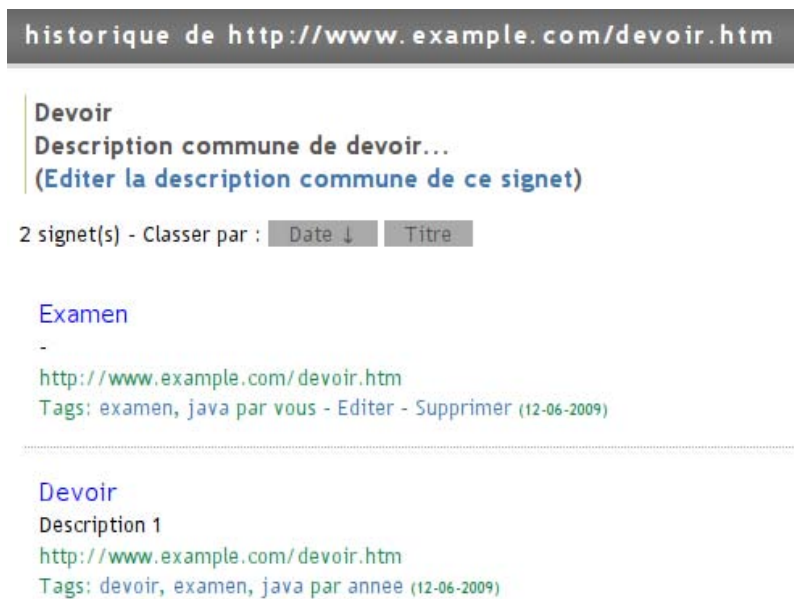 historique de http://www.example.com/devoir.htm
Devoir
Description commune de devoir...
(Editer la description commune de ce signet)
2 signet(s) - Classer par : Date ↓ Titre
Examen
-
http://www.example.com/devoir.htm
Tags: examen, java par vous - Editer - Supprimer (12-06-2009)
Devoir
Description 1
http://www.example.com/devoir.htm
Tags: devoir, examen, java par annee (12-06-2009)